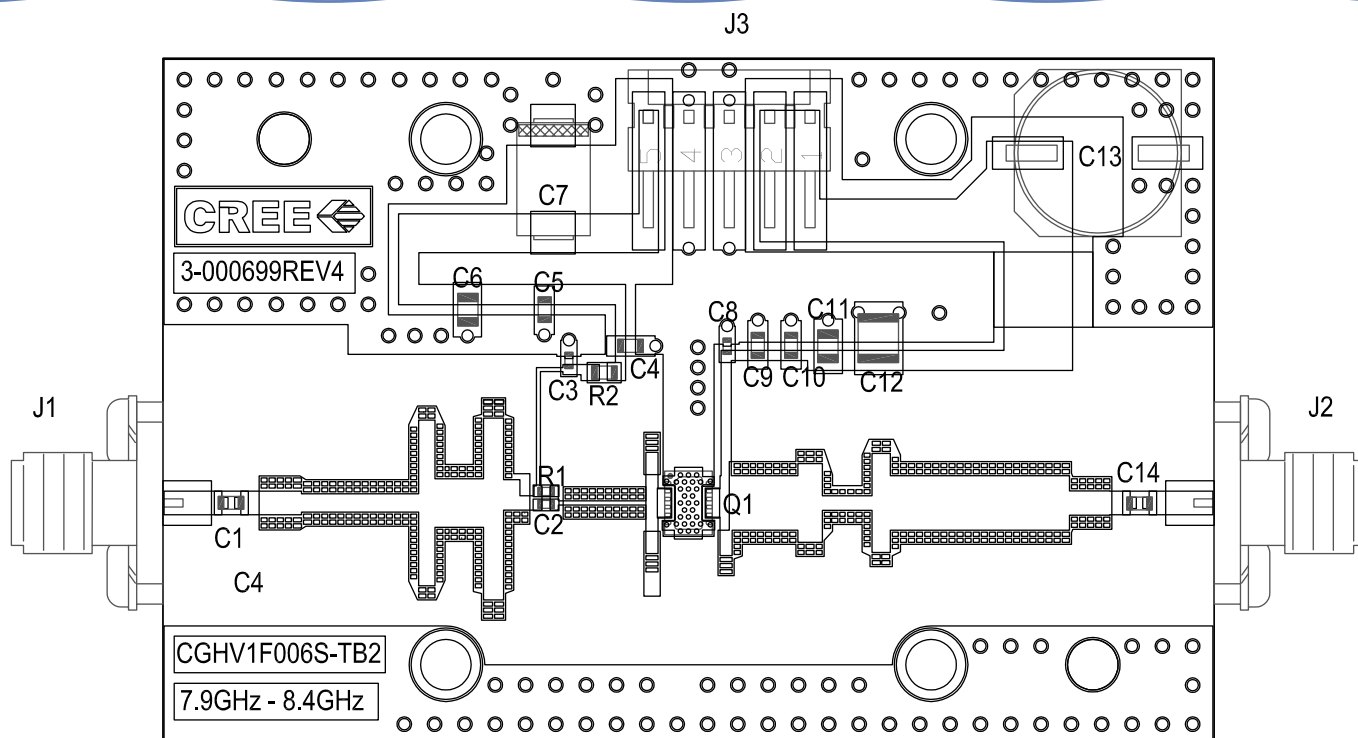 J3
5 4 3 2 1
C13
C7
CREE
3-000699REV4
C6 C5 C8 C11
C3 C4 C9 C10 C12
R2
J1 J2
R1 C14
Q1
C1 C2
C4
CGHV1F006S-TB2
7.9GHz - 8.4GHz